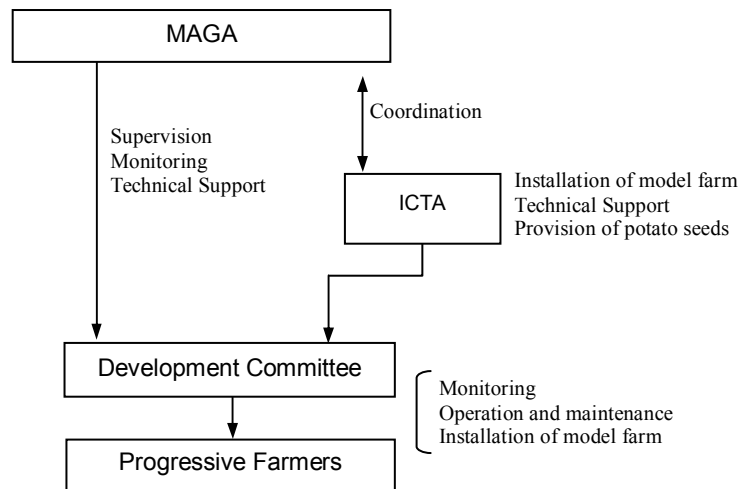 MAGA
Coordination
Supervision
Monitoring
Technical Support
ICTA
Installation of model farm
Technical Support
Provision of potato seeds
Development Committee
Monitoring
Operation and maintenance
Installation of model farm
Progressive Farmers